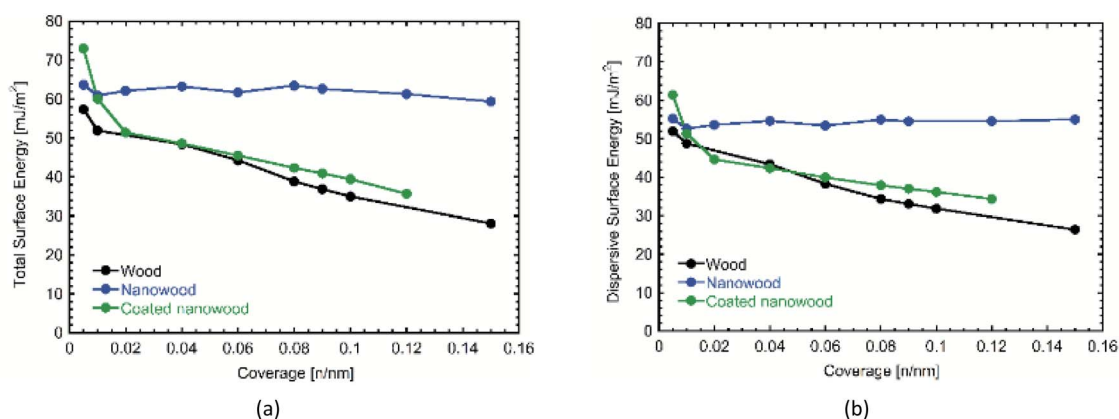 80
70
60
50
40
30
20
10
0
Total Surface Energy [mJ/m²]
Wood
Nanowood
Coated nanowood
0 0.02 0.04 0.06 0.08 0.1 0.12 0.14 0.16
Coverage [n/nm]
(a)
80
70
60
50
40
30
20
10
0
Dispersive Surface Energy [mJ/m²]
Wood
Nanowood
Coated nanowood
0 0.02 0.04 0.06 0.08 0.1 0.12 0.14 0.16
Coverage [n/nm]
(b)